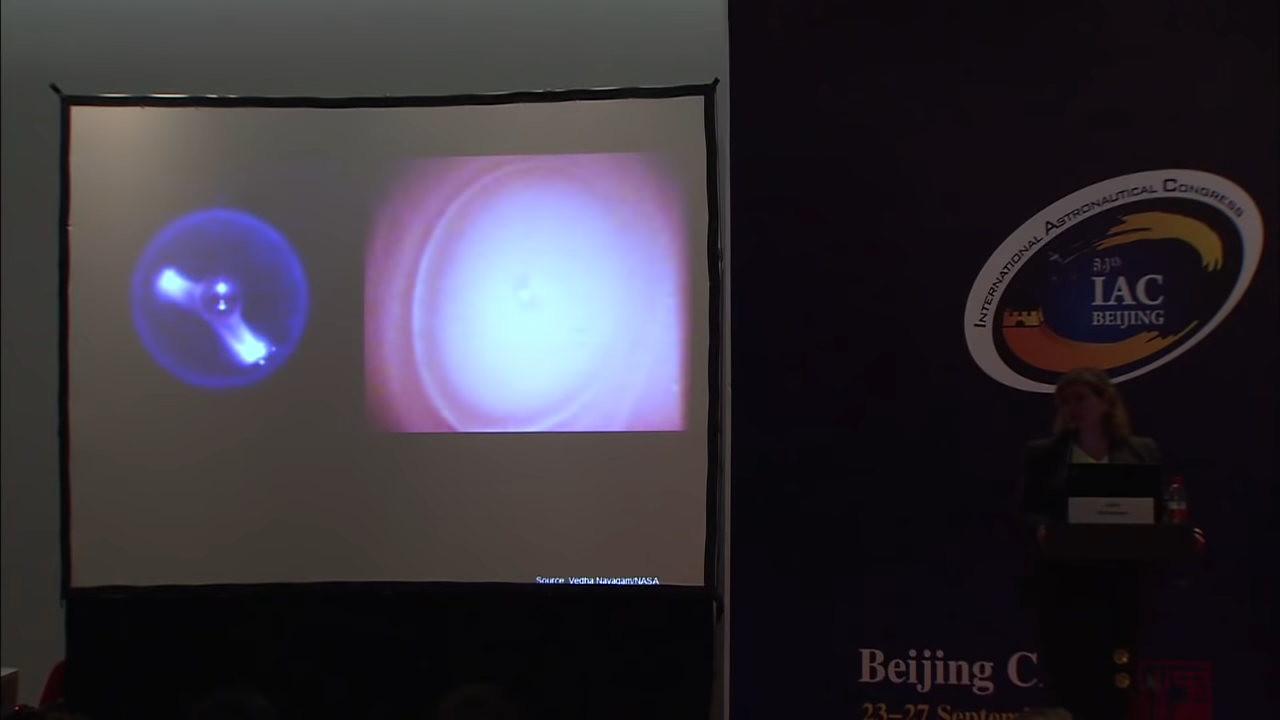 INTERNATIONAL ASTRONAUTICAL CONGRESS
IAC
BEIJING
Source: Vedha Nayagam/NASA
Beijing C
23-27 Septem